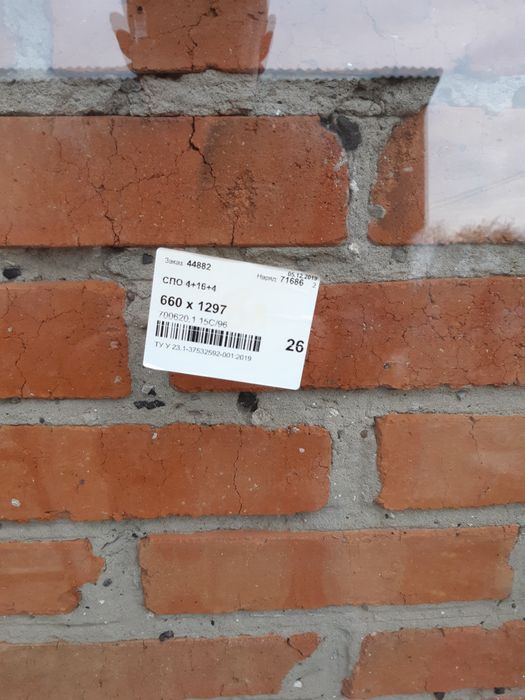 Заказ: 44882
05.12.2019
Наряд: 71686 2
СПО 4+16+4
660 x 1297
700620.1.15С/96
26
ТУ У 23.1-37532592-001:2019